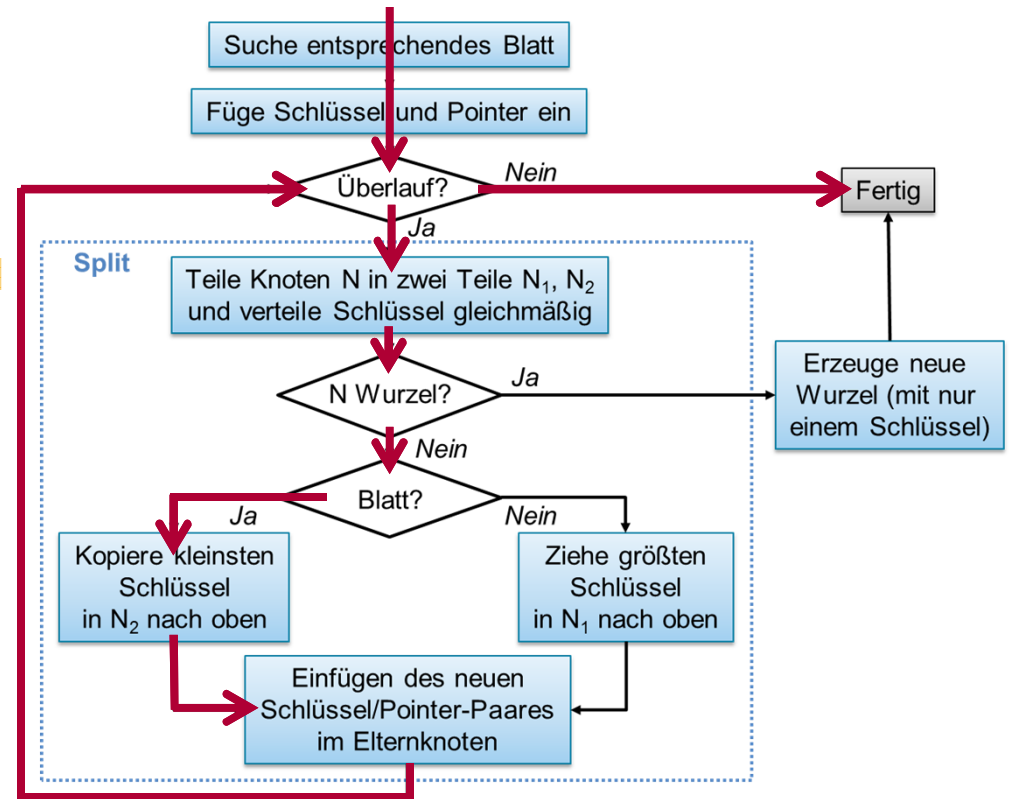 Suche entsprechendes Blatt
Füge Schlüssel und Pointer ein
Überlauf?
Nein
Fertig
Ja
Split
Teile Knoten N in zwei Teile N₁, N₂
und verteile Schlüssel gleichmäßig
N Wurzel?
Ja
Erzeuge neue
Wurzel (mit nur
einem Schlüssel)
Nein
Blatt?
Ja
Nein
Kopiere kleinsten
Schlüssel
in N₂ nach oben
Ziehe größten
Schlüssel
in N₁ nach oben
Einfügen des neuen
Schlüssel/Pointer-Paares
im Elternknoten